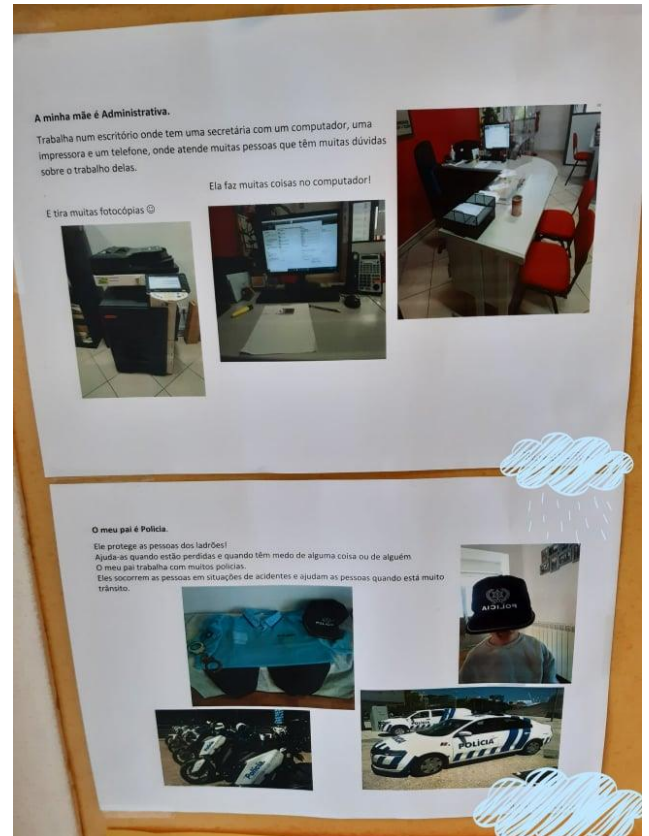 A minha mãe é Administrativa.
Trabalha num escritório onde tem uma secretária com um computador, uma
impressora e um telefone, onde atende muitas pessoas que têm muitas dúvidas
sobre o trabalho delas.
Ela faz muitas coisas no computador!
E tira muitas fotocópias ☺
O meu pai é Polícia.
Ele protege as pessoas dos ladrões!
Ajuda-as quando estão perdidas e quando têm medo de alguma coisa ou de alguém
O meu pai trabalha com muitos polícias.
Eles socorrem as pessoas em situações de acidentes e ajudam as pessoas quando está muito
trânsito.
POLICIA
Polícia
POLÍCIA